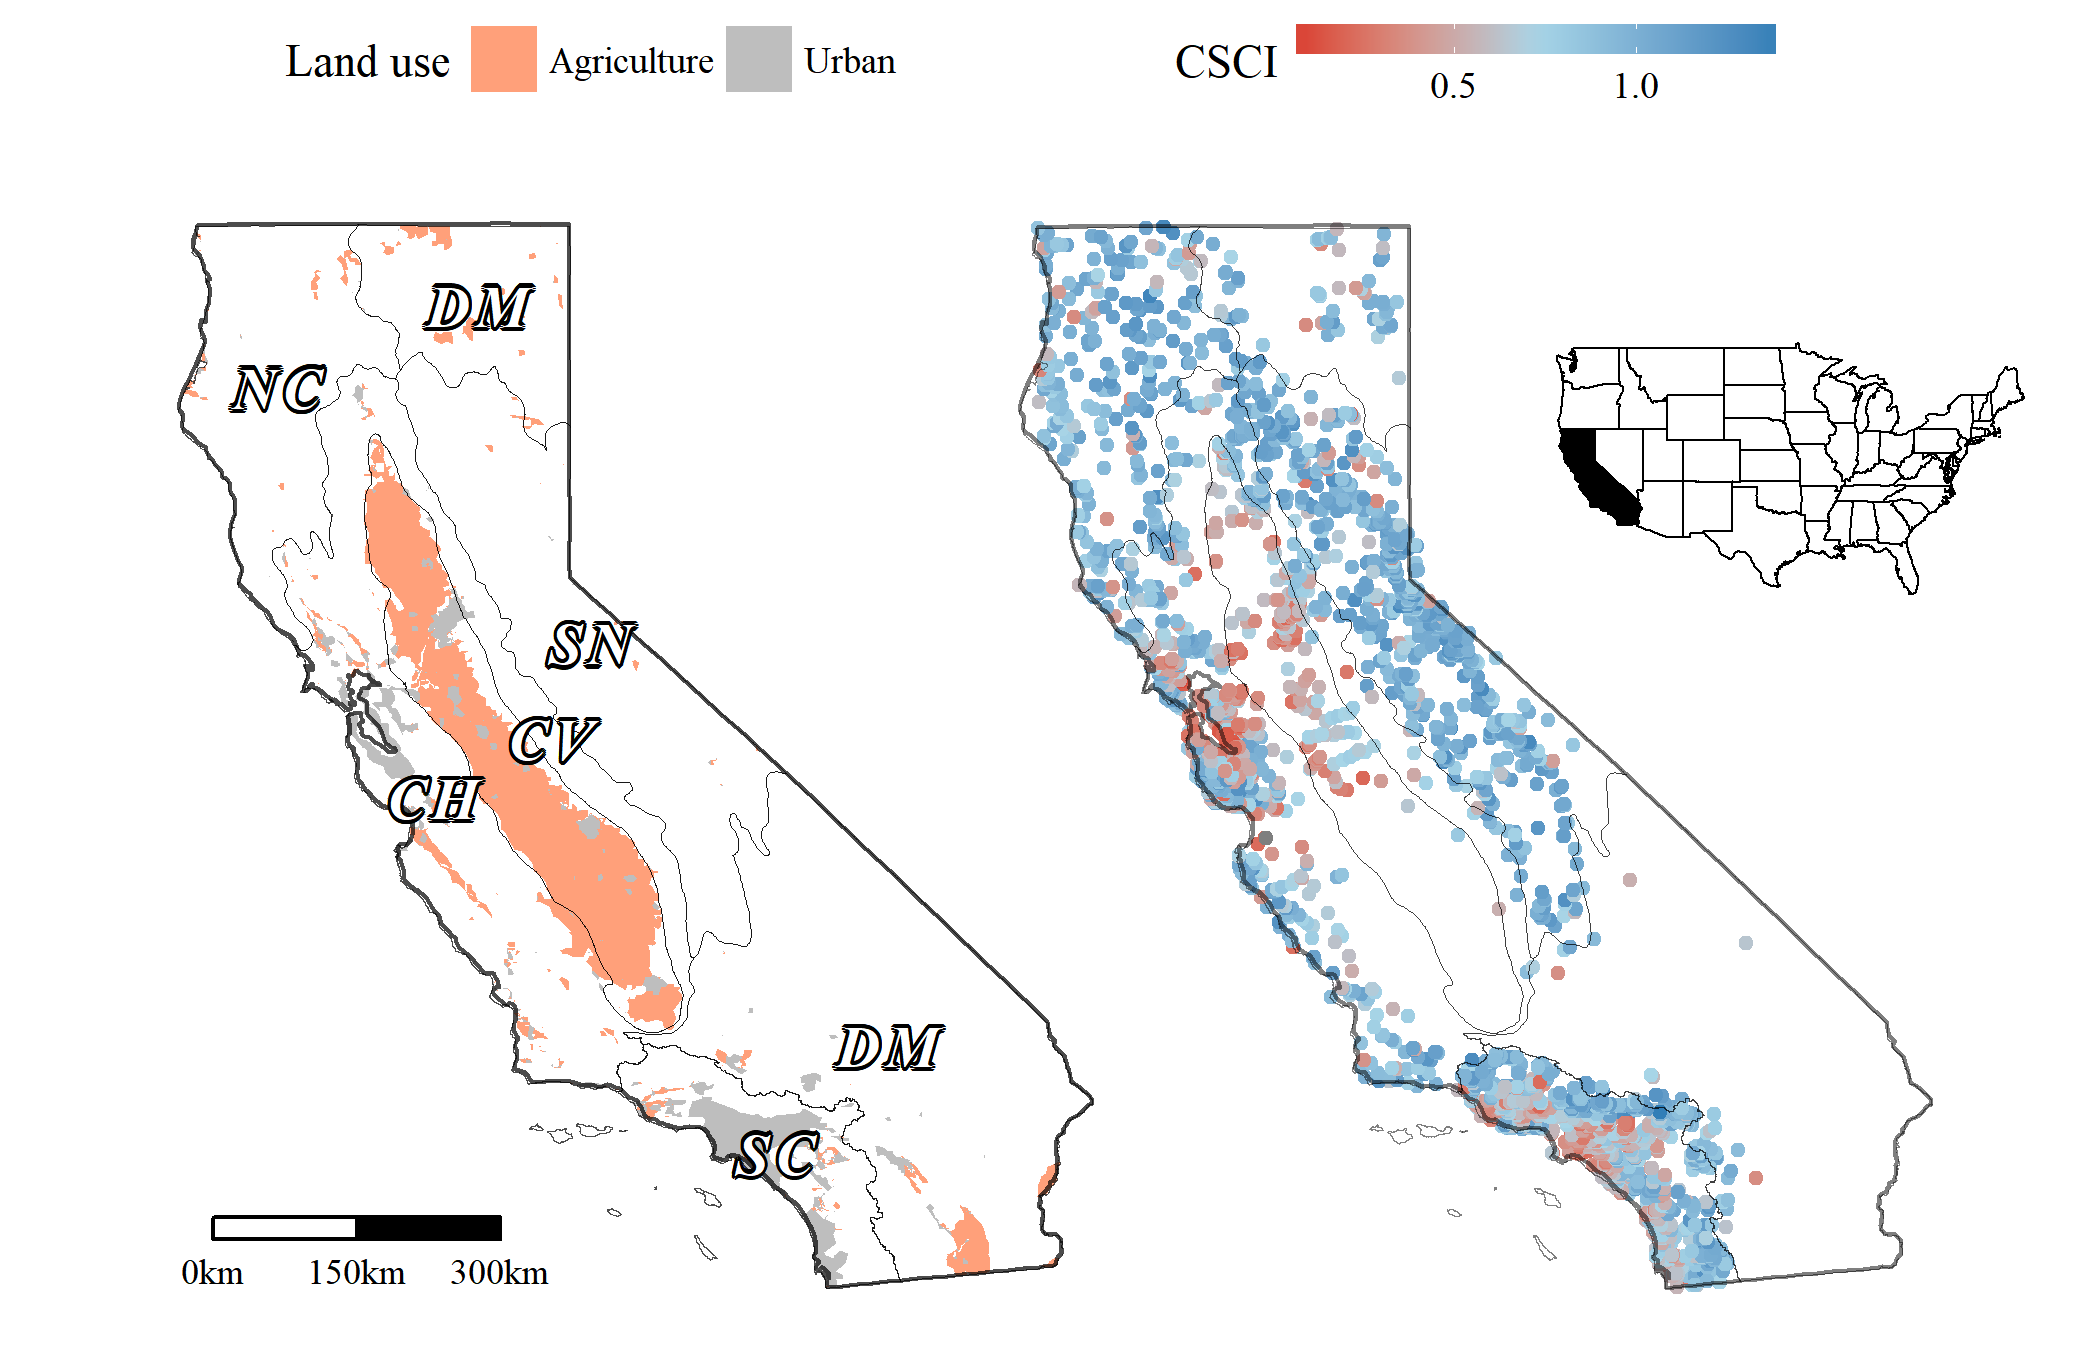 Land use Agriculture Urban
CSCI
0.5 1.0
DM
NC
SN
CV
CH
DM
SC
0km 150km 300km